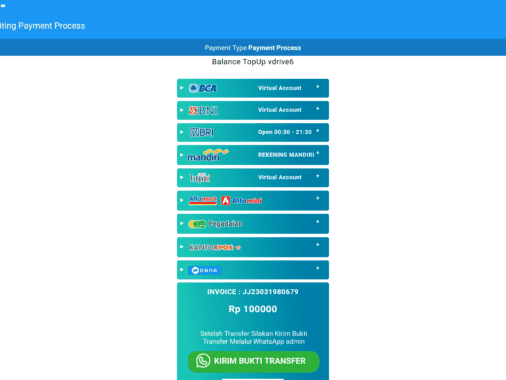 iting Payment Process
Payment Type Payment Process
Balance TopUp vdrive6
BCA Virtual Account +
BNI Virtual Account +
BRI Open 00:30 - 21:30 +
mandiri REKENING MANDIRI +
Virtual Account +
Alfamart Alfamidi +
Pegadaian +
KANTORPOS +
DANA +
INVOICE : JJ23031980679
Rp 100000
Setelah Transfer Silakan Kirim Bukti
Transfer Melalui WhatsApp admin
KIRIM BUKTI TRANSFER